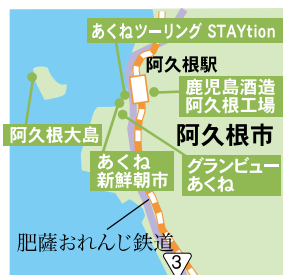 あくねツーリング STAYtion
阿久根駅
鹿児島酒造
阿久根工場
阿久根大島
阿久根市
あくね
新鮮朝市
グランビュー
あくね
肥薩おれんじ鉄道
3